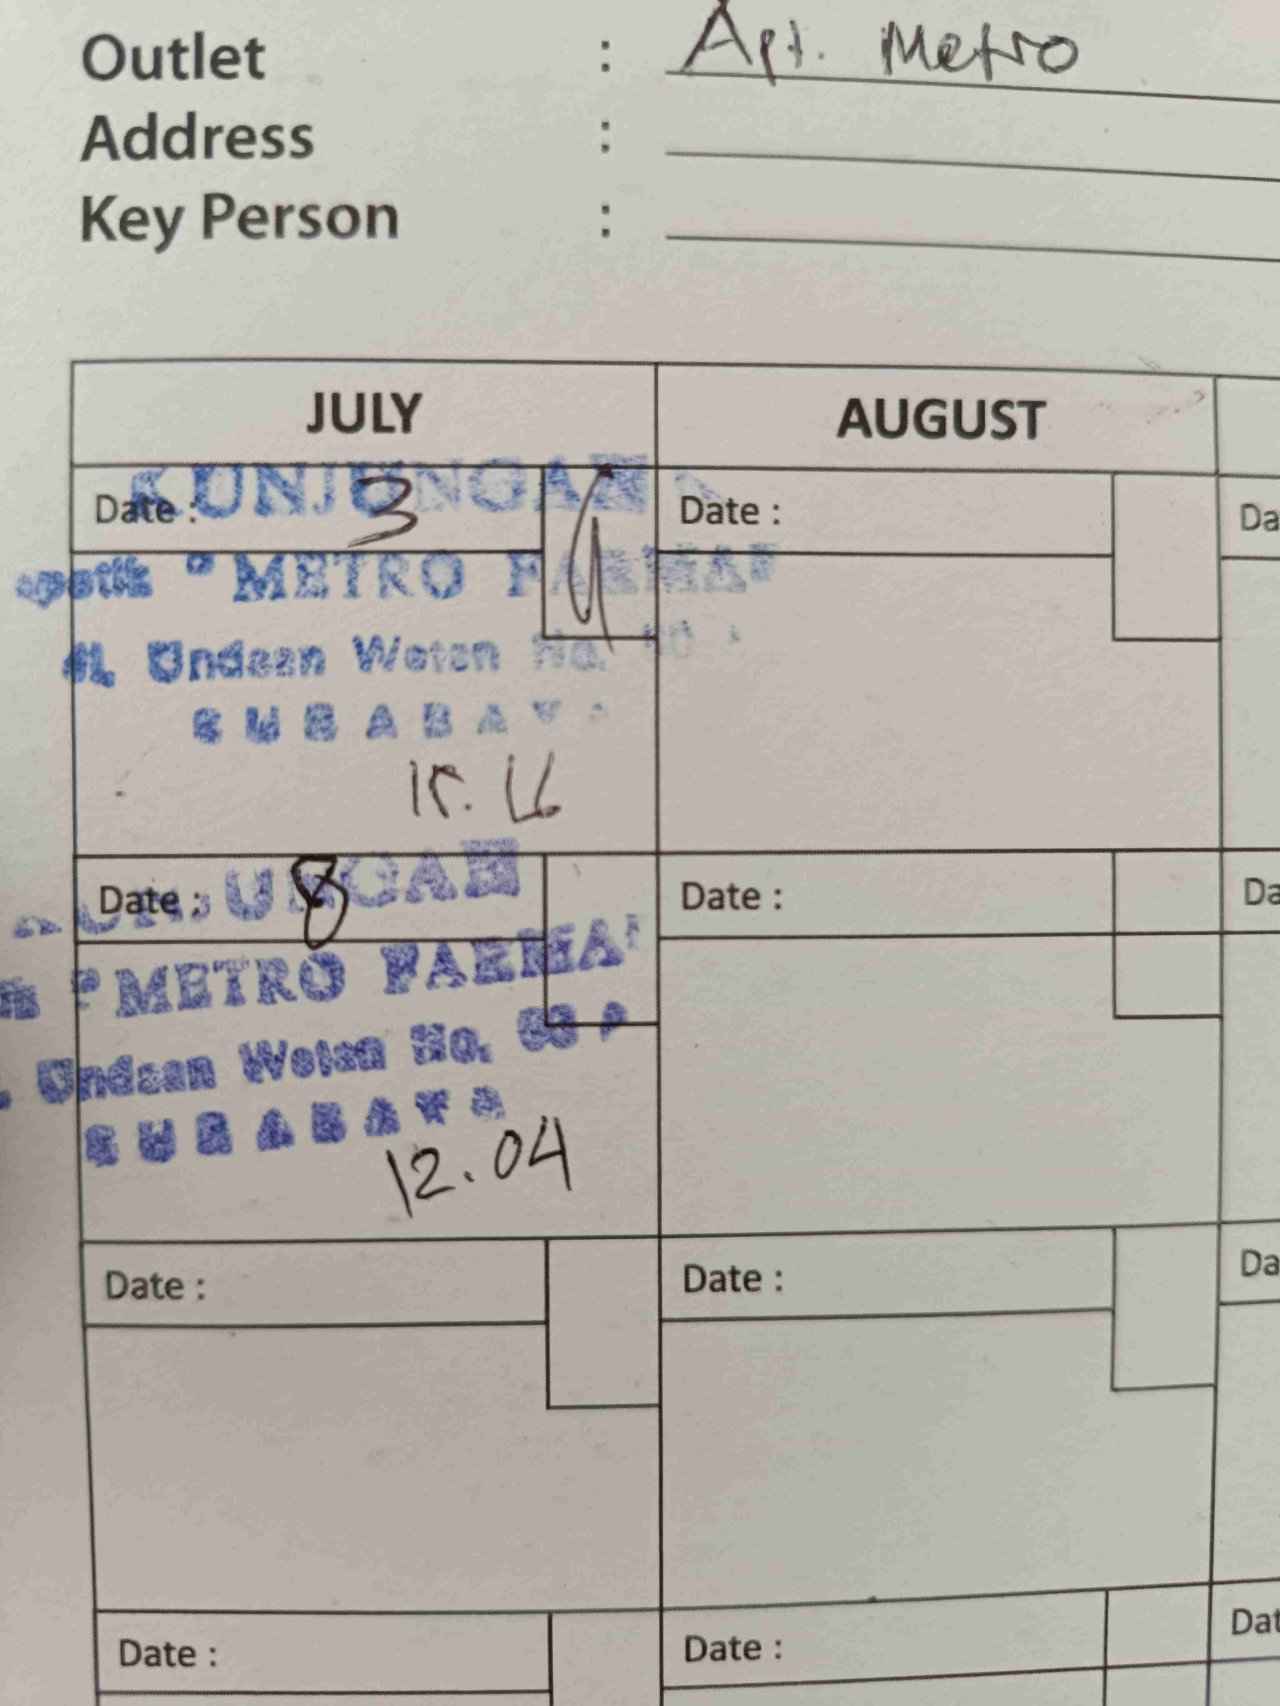 Outlet : Apt. Metro
Address :
Key Person :
JULY AUGUST
Date : 3 Date : Da
KUNJUNGAN
Apotik "METRO FARMA"
Jl. Undaan Wetan No.
SURABAYA
Date : 8 Date : Da
KUNJUNGAN
"METRO FARMA"
Undaan Wetan No.
SURABAYA
12.04
Date : Date : Da
Date : Date : Dat